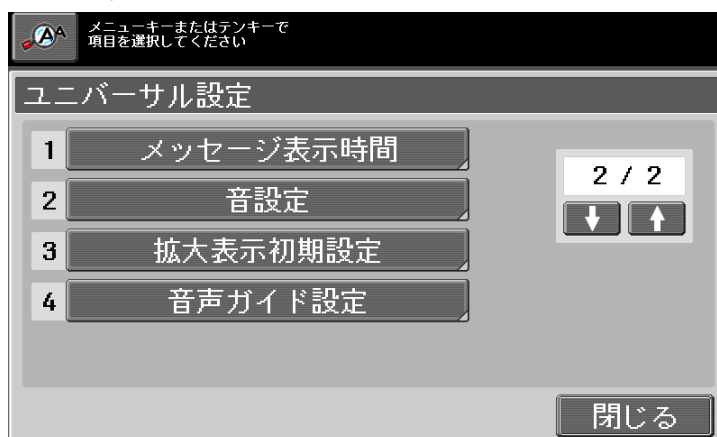 メニューキーまたはテンキーで
項目を選択してください
ユニバーサル設定
1 メッセージ表示時間
2 / 2
2 音設定
3 拡大表示初期設定
4 音声ガイド設定
閉じる